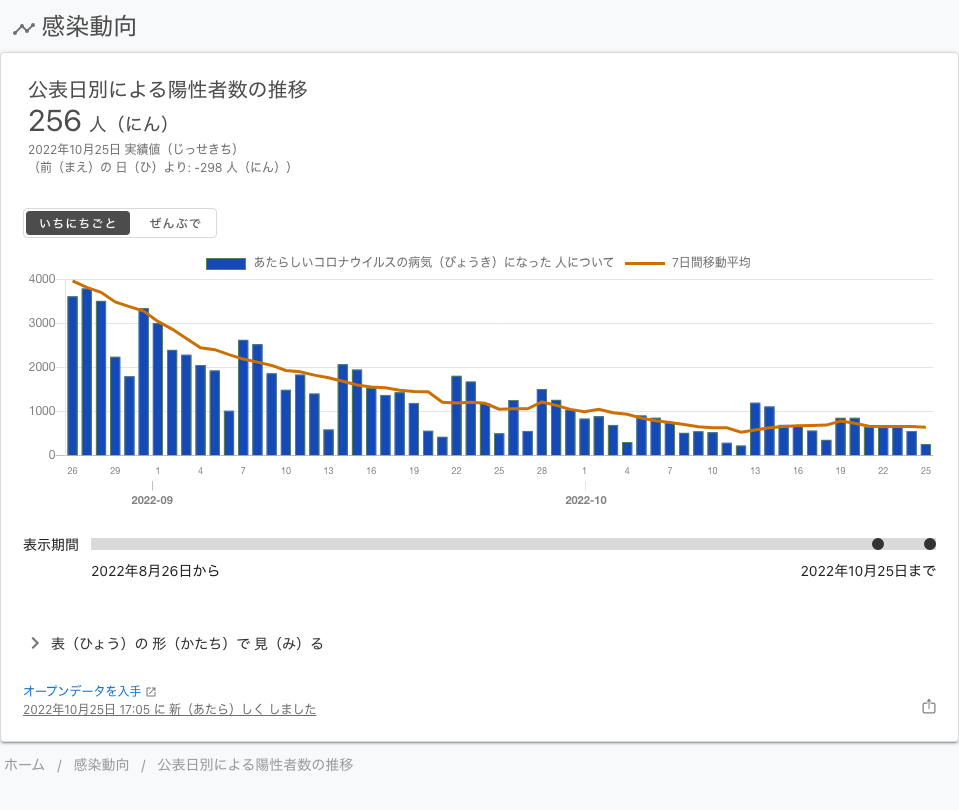 感染動向
公表日別による陽性者数の推移
256 人（にん）
2022年10月25日 実績値（じっせきち）
（前（まえ）の 日（ひ）より: -298 人（にん））
いちにちごと ぜんぶで
あたらしいコロナウイルスの病気（びょうき）になった 人について 7日間移動平均
4000
3000
2000
1000
0
26 29 1 4 7 10 13 16 19 22 25 28 1 4 7 10 13 16 19 22 25
2022-09 2022-10
表示期間
2022年8月26日から 2022年10月25日まで
表（ひょう）の 形（かたち）で 見（み）る
オープンデータを入手
2022年10月25日 17:05 に 新（あたら）しく しました
ホーム / 感染動向 / 公表日別による陽性者数の推移